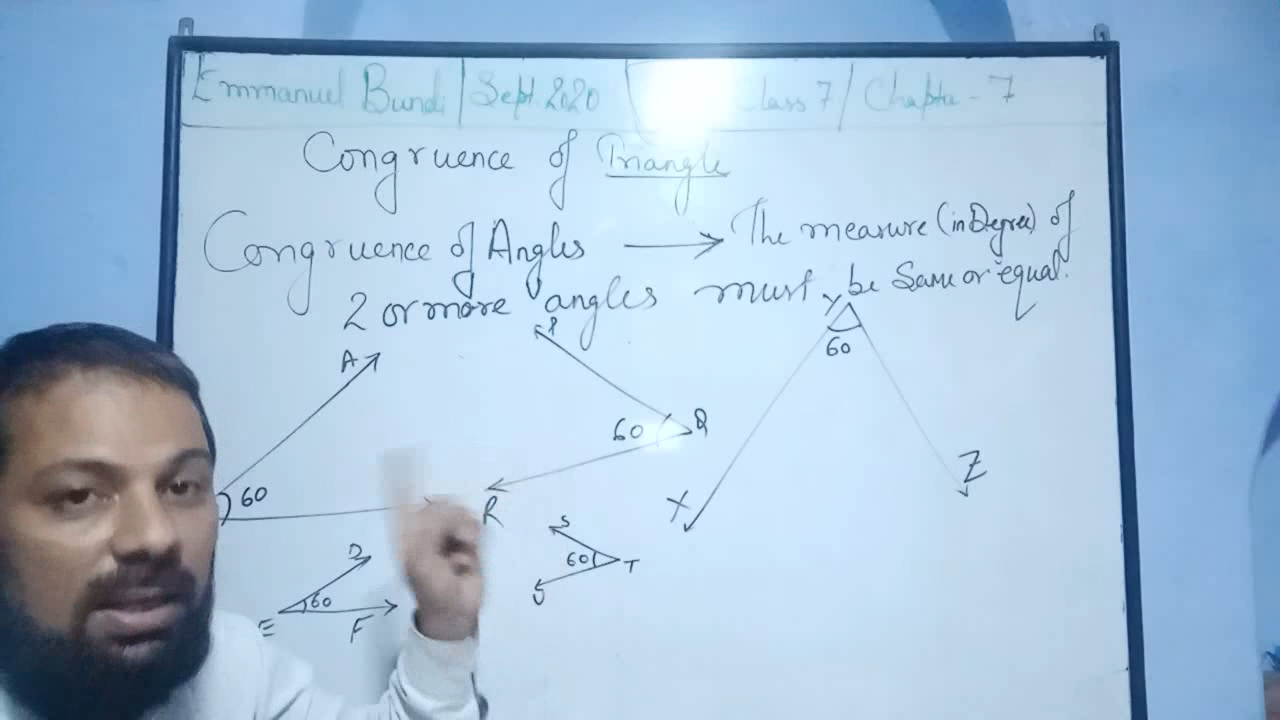 Emmanuel Bundi | Sept. 2020 | Class 7 | Chapter - 7
Congruence of Triangle
Congruence of Angles → The measure (in Degree) of
2 or more angles must be Same or equal.
Y
60
A
P
60 Q
60
R
X
Z
D
60
E
F
S
60
T
U